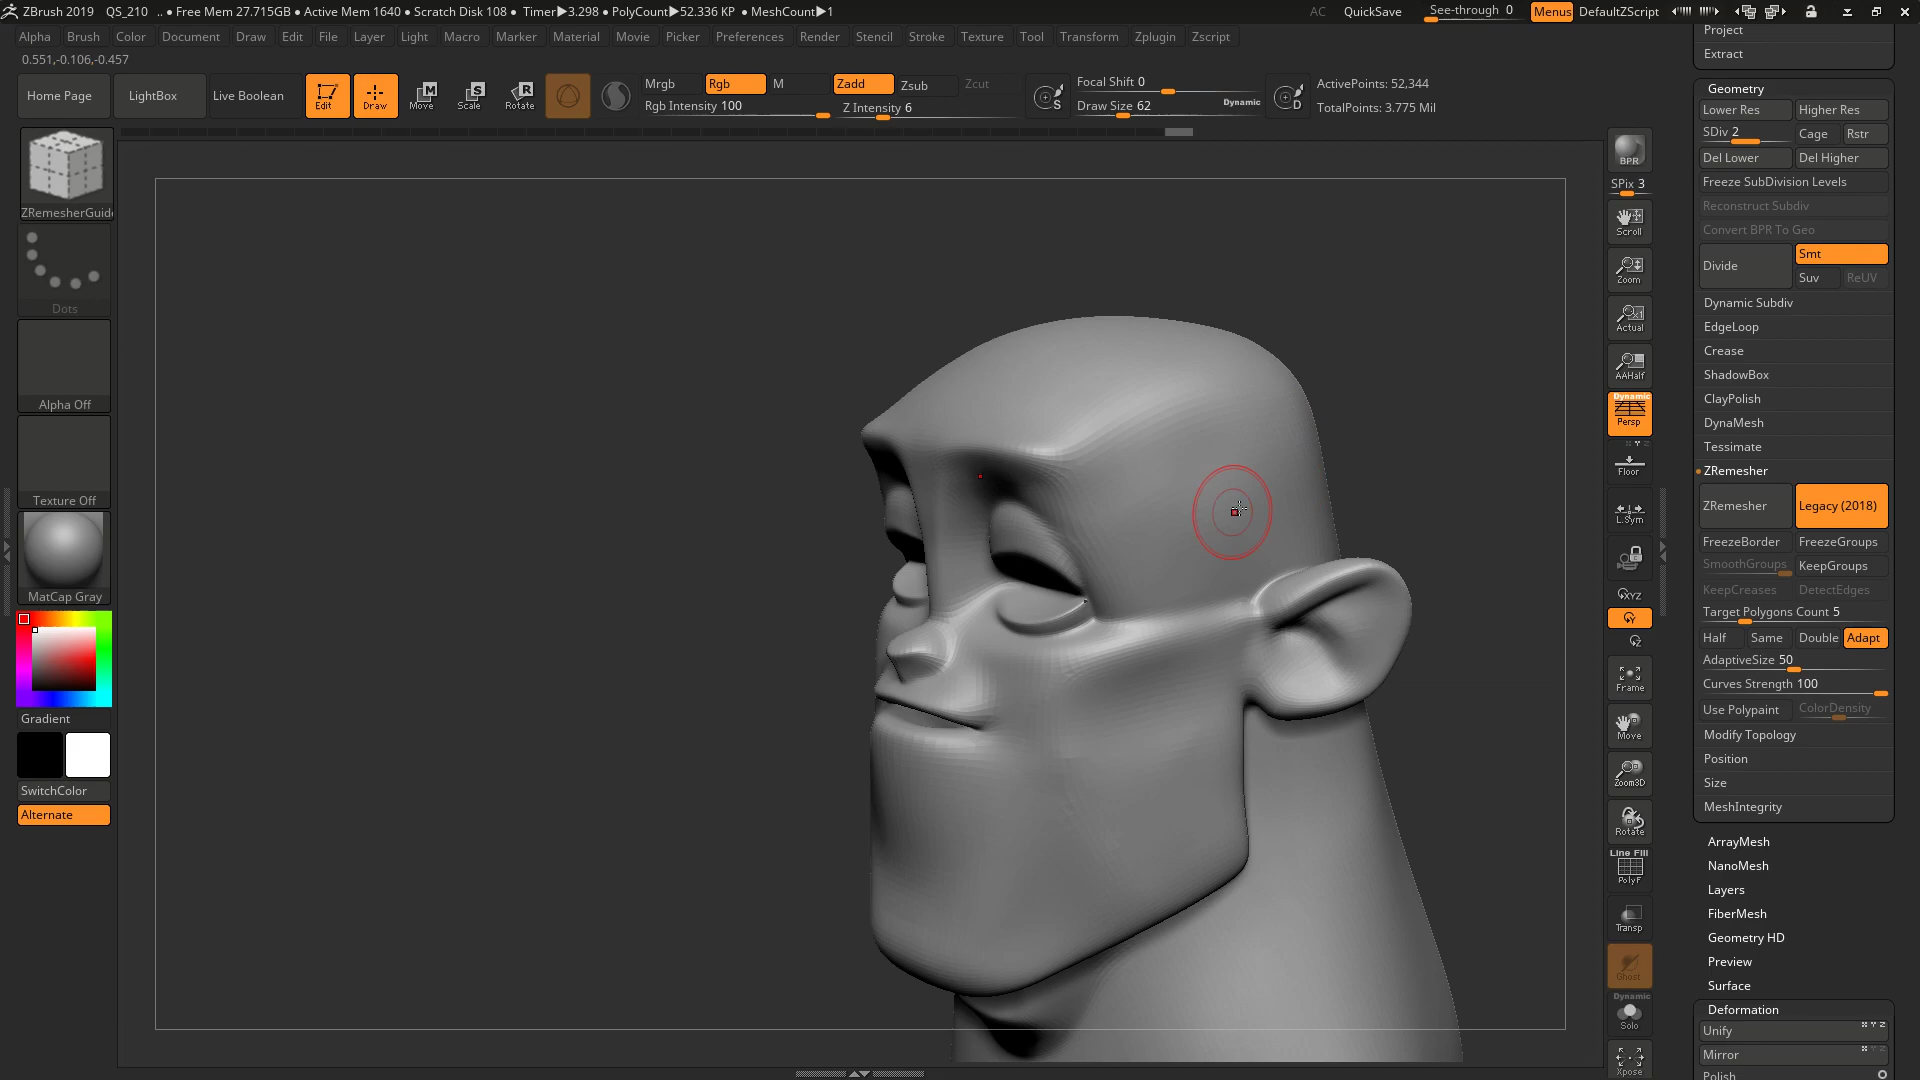 ZBrush 2019 QS_210 .. ● Free Mem 27.715GB ● Active Mem 1640 ● Scratch Disk 108 ● Timer▶3.298 ● PolyCount▶52.336 KP ● MeshCount▶1 AC QuickSave See-through 0 Menus DefaultZScript
Alpha Brush Color Document Draw Edit File Layer Light Macro Marker Material Movie Picker Preferences Render Stencil Stroke Texture Tool Transform Zplugin Zscript
0.551,-0.106,-0.457
Home Page LightBox Live Boolean Edit Draw Move Scale Rotate
Mrgb Rgb M Zadd Zsub Zcut
Rgb Intensity 100 Z Intensity 6
Focal Shift 0
Draw Size 62 Dynamic
ActivePoints: 52,344
TotalPoints: 3.775 Mil
ZRemesherGuid
Dots
Alpha Off
Texture Off
MatCap Gray
Gradient
SwitchColor
Alternate
BPR
SPix 3
Scroll
Zoom
Actual
AAHalf
Dynamic
Persp
Floor
L.Sym
XYZ
Y
Z
Frame
Move
Zoom3D
Rotate
Line Fill
PolyF
Transp
Ghost
Dynamic
Solo
Xpose
Project
Extract
Geometry
Lower Res Higher Res
SDiv 2 Cage Rstr
Del Lower Del Higher
Freeze SubDivision Levels
Reconstruct Subdiv
Convert BPR To Geo
Divide Smt
Suv ReUV
Dynamic Subdiv
EdgeLoop
Crease
ShadowBox
ClayPolish
DynaMesh
Tessimate
ZRemesher
ZRemesher Legacy (2018)
FreezeBorder FreezeGroups
SmoothGroups KeepGroups
KeepCreases DetectEdges
Target Polygons Count 5
Half Same Double Adapt
AdaptiveSize 50
Curves Strength 100
Use Polypaint ColorDensity
Modify Topology
Position
Size
MeshIntegrity
ArrayMesh
NanoMesh
Layers
FiberMesh
Geometry HD
Preview
Surface
Deformation
Unify
Mirror
Polish